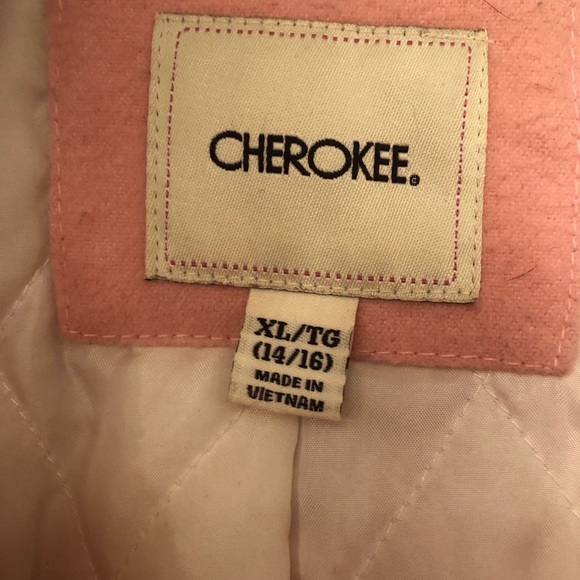 CHEROKEE®
XL/TG
(14/16)
MADE IN
VIETNAM